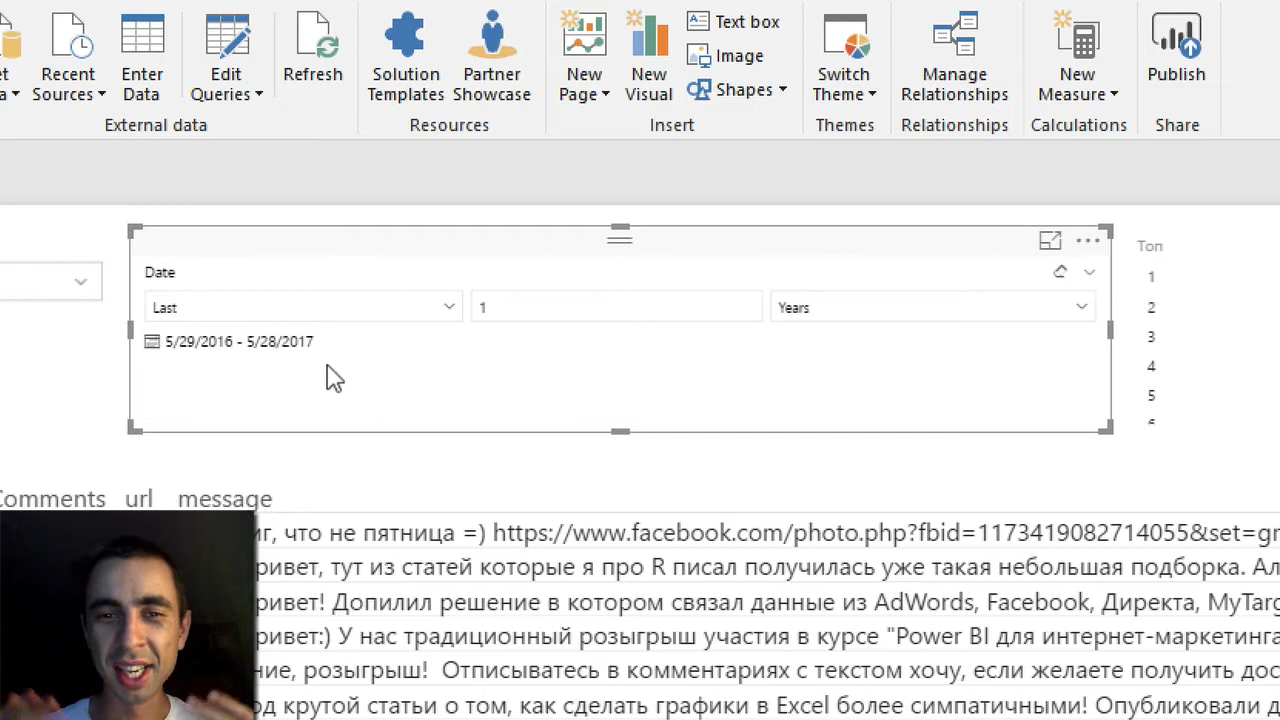 Recent Sources
Enter Data
Edit Queries
Refresh
External data
Solution Templates
Partner Showcase
Resources
New Page
New Visual
Text box
Image
Shapes
Insert
Switch Theme
Themes
Manage Relationships
Relationships
New Measure
Calculations
Publish
Share
Date
Last 1 Years
5/29/2016 - 5/28/2017
Топ
1
2
3
4
5
Comments url message
что не пятница =) https://www.facebook.com/photo.php?fbid=1173419082714055&set=gr
ривет, тут из статей которые я про R писал получилась уже такая небольшая подборка. Ал
ривет! Допилил решение в котором связал данные из AdWords, Facebook, Директа, MyTarg
ривет:) У нас традиционный розыгрыш участия в курсе "Power BI для интернет-маркетинга
ние, розыгрыш! Отписыватесь в комментариях с текстом хочу, если желаете получить дос
од крутой статьи о том, как сделать графики в Excel более симпатичными! Опубликовали д